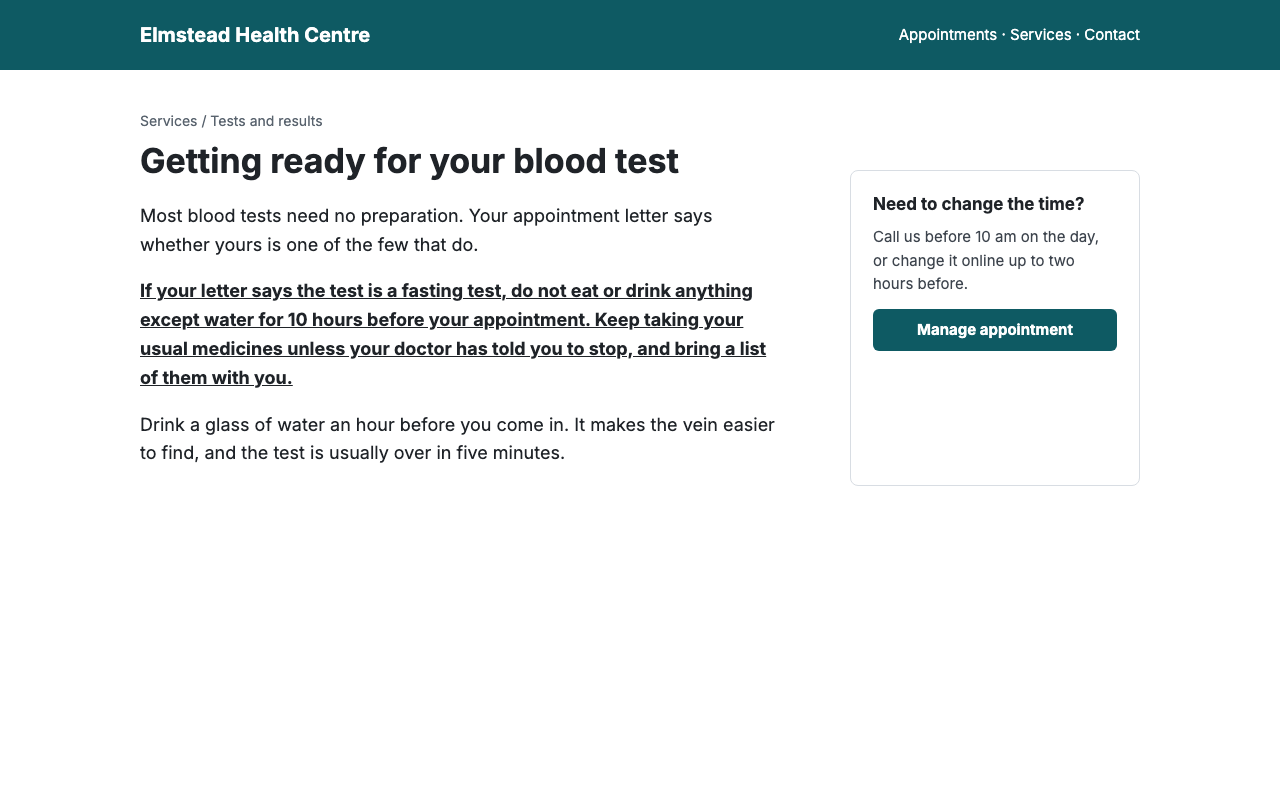 Elmstead Health Centre
Appointments · Services · Contact
Services / Tests and results
Getting ready for your blood test
Most blood tests need no preparation. Your appointment letter says
whether yours is one of the few that do.
If your letter says the test is a fasting test, do not eat or drink anything
except water for 10 hours before your appointment. Keep taking your
usual medicines unless your doctor has told you to stop, and bring a list
of them with you.
Drink a glass of water an hour before you come in. It makes the vein easier
to find, and the test is usually over in five minutes.
Need to change the time?
Call us before 10 am on the day,
or change it online up to two
hours before.
Manage appointment